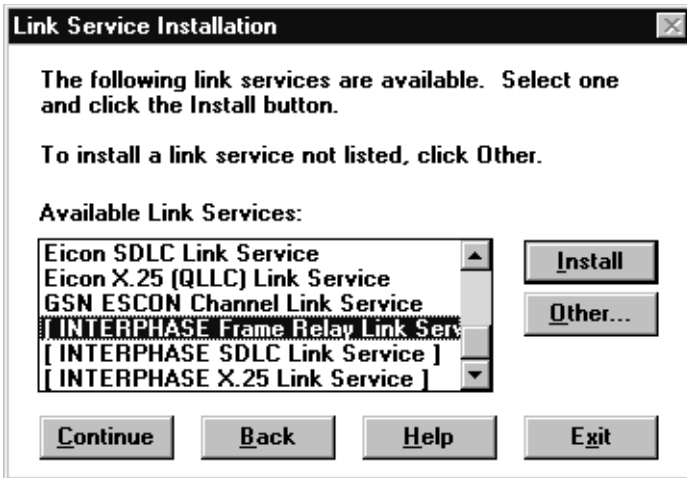 Link Service Installation
The following link services are available.  Select one
and click the Install button.
To install a link service not listed, click Other.
Available Link Services:
Eicon SDLC Link Service
Eicon X.25 (QLLC) Link Service
GSN ESCON Channel Link Service
[ INTERPHASE Frame Relay Link Serv
[ INTERPHASE SDLC Link Service ]
[ INTERPHASE X.25 Link Service ]
Install
Other...
Continue Back Help Exit